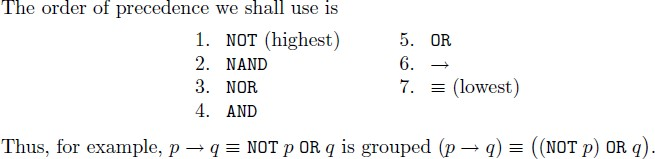 The order of precedence we shall use is
1. NOT (highest) 5. OR
2. NAND 6. →
3. NOR 7. ≡ (lowest)
4. AND
Thus, for example, p → q ≡ NOT p OR q is grouped (p → q) ≡ ((NOT p) OR q).